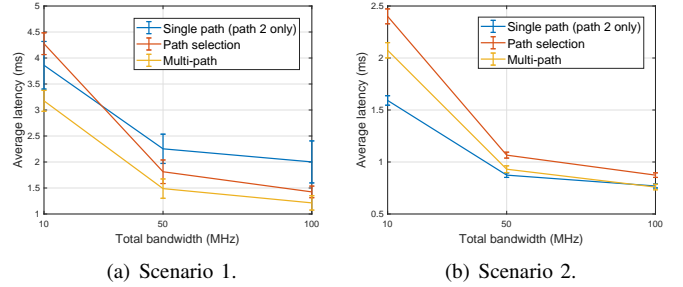 Average latency (ms)
5
4.5
4
3.5
3
2.5
2
1.5
1
10
50
100
Total bandwidth (MHz)
Single path (path 2 only)
Path selection
Multi-path
(a) Scenario 1.
Average latency (ms)
2.5
2
1.5
1
0.5
10
50
100
Total bandwidth (MHz)
Single path (path 2 only)
Path selection
Multi-path
(b) Scenario 2.